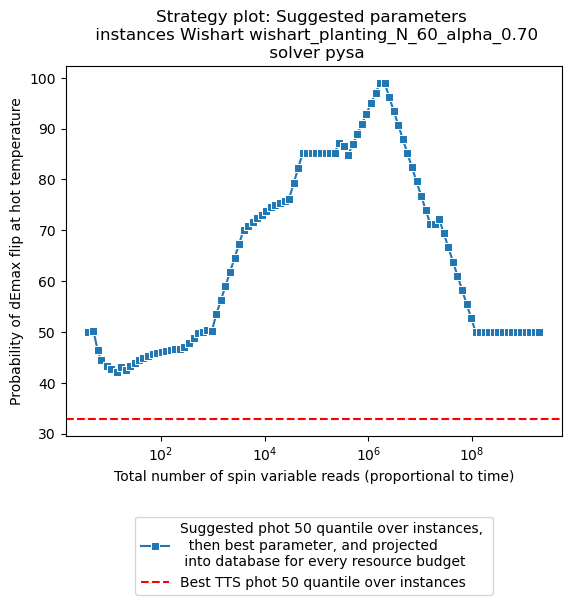 Strategy plot: Suggested parameters
instances Wishart wishart_planting_N_60_alpha_0.70
solver pysa
Probability of dEmax flip at hot temperature
100
90
80
70
60
50
40
30
10^2
10^4
10^6
10^8
Total number of spin variable reads (proportional to time)
Suggested phot 50 quantile over instances,
then best parameter, and projected
into database for every resource budget
Best TTS phot 50 quantile over instances